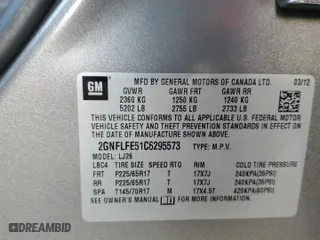 GM
MFD BY GENERAL MOTORS OF CANADA LTD.
03/12
GVWR GAWR FRT GAWR RR
2360 KG 1250 KG 1240 KG
5202 LB 2755 LB 2733 LB
THIS VEHICLE CONFORMS TO ALL APPLICABLE U.S. FEDERAL
MOTOR VEHICLE SAFETY AND THEFT PREVENTION STANDARDS
IN EFFECT ON THE DATE OF MANUFACTURE SHOWN ABOVE.
2GNFLFE51C6295573 TYPE: M.P.V.
MODEL: LJ26
LBC4 TIRE SIZE SPEED RTG RIM COLD TIRE PRESSURE
FRT P225/65R17 T 17X7J 240KPA(35PSI)
RR P225/65R17 T 17X7J 240KPA(35PSI)
SPA T145/70R17 M 17X4.5T 420KPA(60PSI)
SEE OWNER'S MANUAL FOR ADDITIONAL INFORMATION.
AUTOHELPERBOT.COM